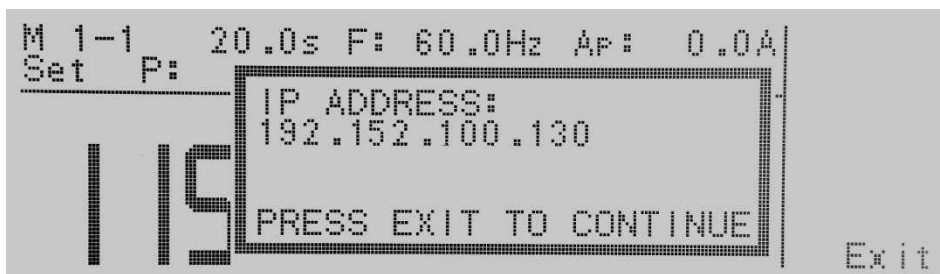 M 1-1 20.0s F: 60.0Hz Ap: 0.0A
Set P:
IP ADDRESS:
192.152.100.130
115
PRESS EXIT TO CONTINUE
Exit